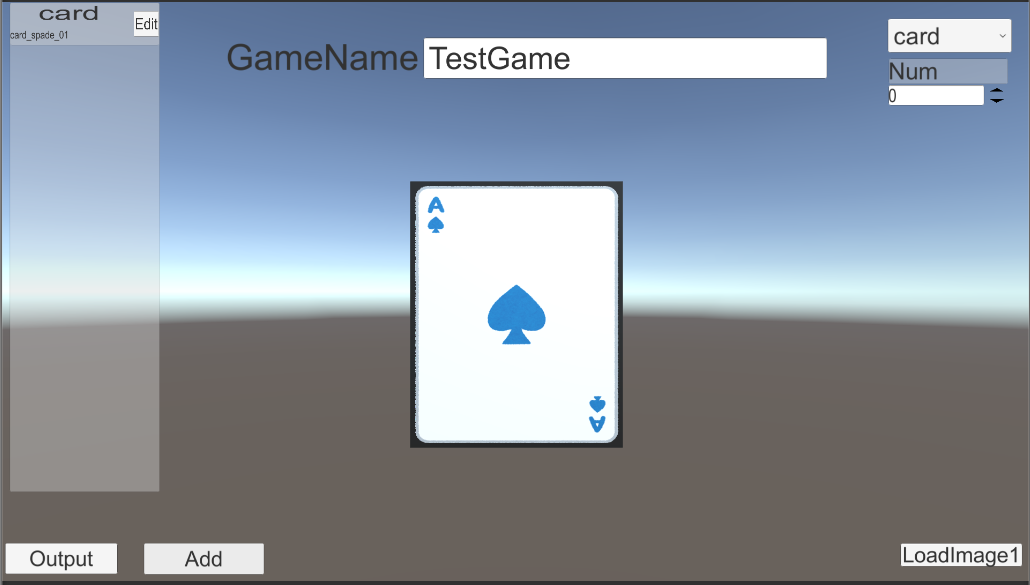 card
Edit
card_spade_01
GameName TestGame
card
Num
0
A
A
Output
Add
LoadImage1